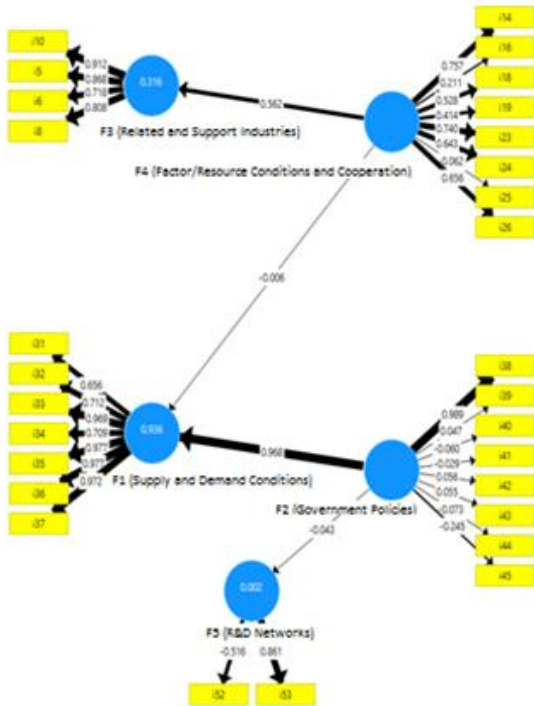 i10
i5
i6
i8
0.912
0.868
0.718
0.808
0.316
F3 (Related and Support Industries)
0.562
i14
i16
i18
i19
i23
i24
i25
i26
0.757
0.211
0.528
0.414
0.740
0.643
0.062
0.656
F4 (Factor/Resource Conditions and Cooperation)
-0.006
i31
i32
i33
i34
i35
i36
i37
0.656
0.712
0.969
0.709
0.977
0.977
0.972
0.936
F1 (Supply and Demand Conditions)
0.968
i38
i39
i40
i41
i42
i43
i44
i45
0.989
0.047
-0.060
-0.029
0.056
0.055
-0.073
-0.245
F2 (Government Policies)
-0.043
0.002
F5 (R&D Networks)
-0.516
0.861
i52
i53